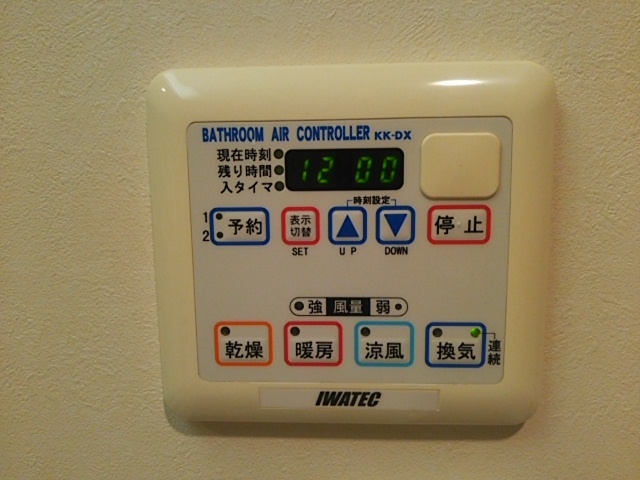 BATHROOM AIR CONTROLLER KK-DX
現在時刻
残り時間
入タイマ
12 00
時刻設定
1
2
予約
表示
切替
停止
SET
UP
DOWN
強 風量 弱
乾燥
暖房
涼風
換気
連続
IWATEC